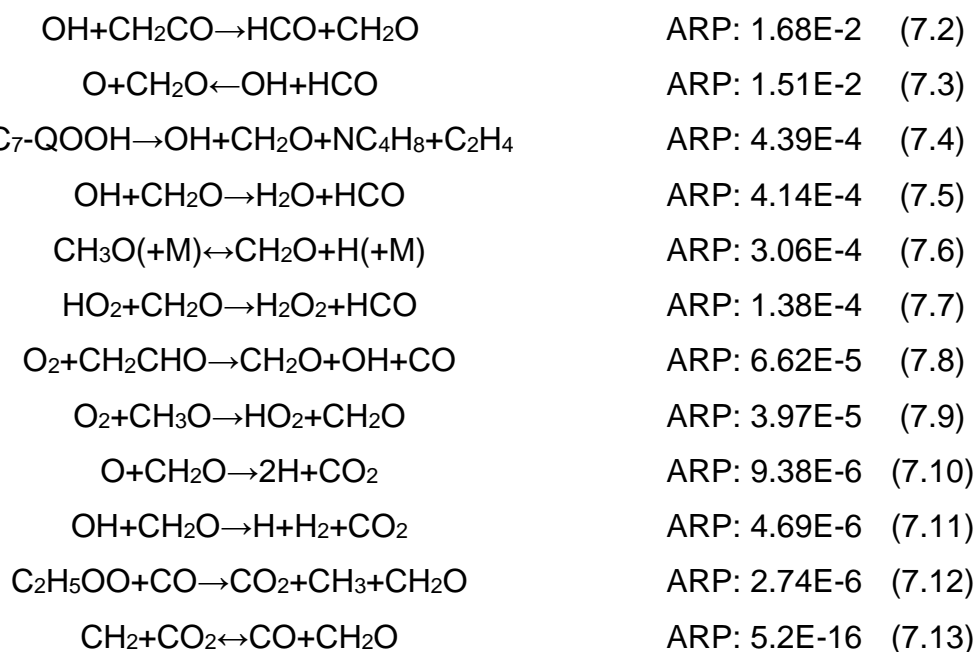 OH+CH₂CO→HCO+CH₂O ARP: 1.68E-2 (7.2)
O+CH₂O←OH+HCO ARP: 1.51E-2 (7.3)
C₇-QOOH→OH+CH₂O+NC₄H₈+C₂H₄ ARP: 4.39E-4 (7.4)
OH+CH₂O→H₂O+HCO ARP: 4.14E-4 (7.5)
CH₃O(+M)↔CH₂O+H(+M) ARP: 3.06E-4 (7.6)
HO₂+CH₂O→H₂O₂+HCO ARP: 1.38E-4 (7.7)
O₂+CH₂CHO→CH₂O+OH+CO ARP: 6.62E-5 (7.8)
O₂+CH₃O→HO₂+CH₂O ARP: 3.97E-5 (7.9)
O+CH₂O→2H+CO₂ ARP: 9.38E-6 (7.10)
OH+CH₂O→H+H₂+CO₂ ARP: 4.69E-6 (7.11)
C₂H₅OO+CO→CO₂+CH₃+CH₂O ARP: 2.74E-6 (7.12)
CH₂+CO₂↔CO+CH₂O ARP: 5.2E-16 (7.13)